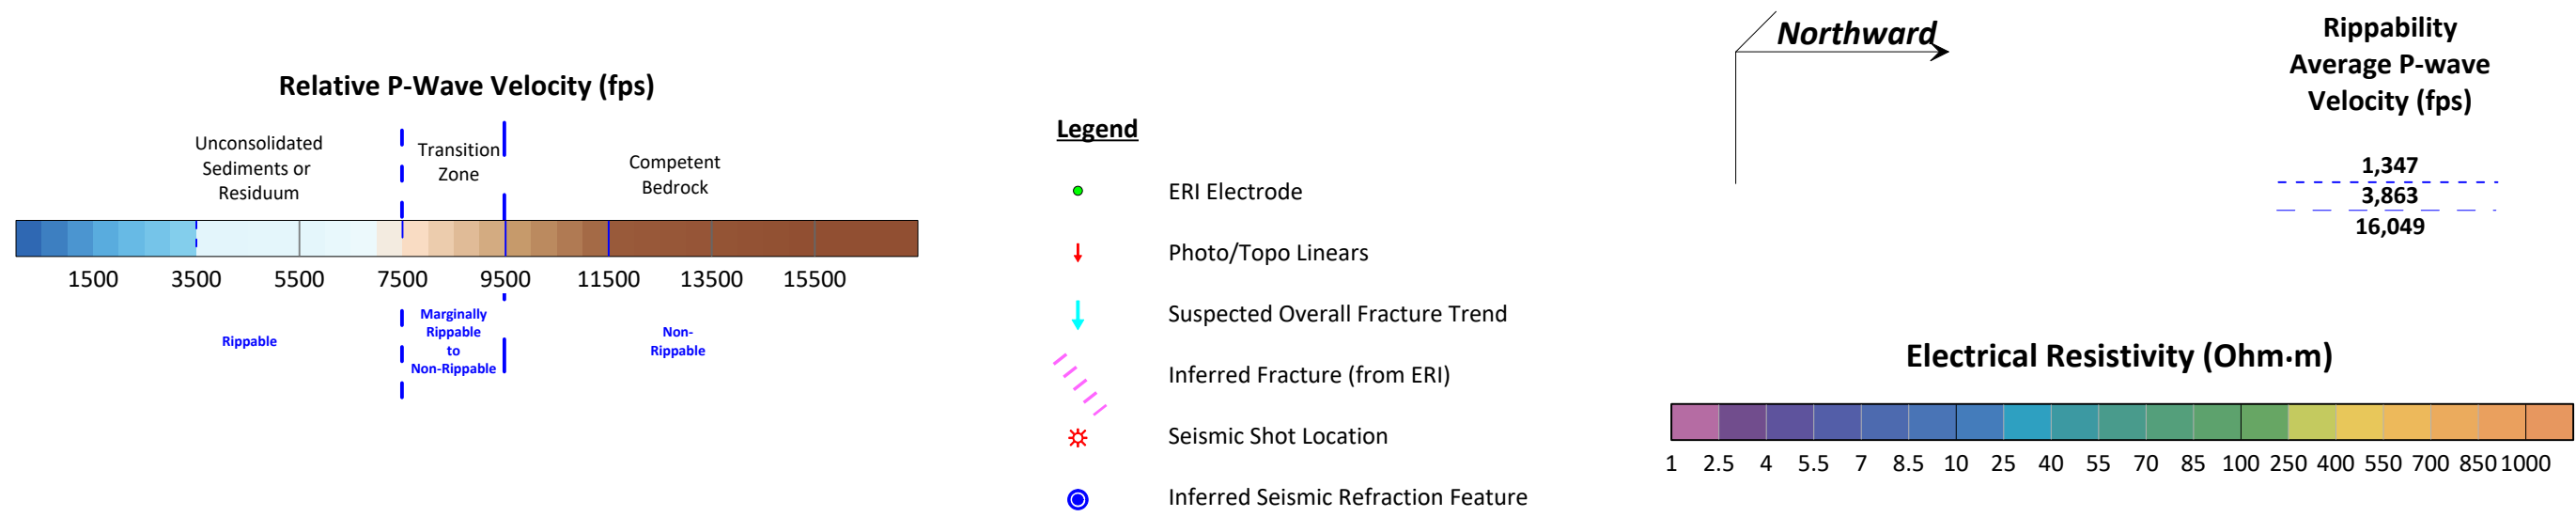 Relative P-Wave Velocity (fps)
Unconsolidated
Sediments or
Residuum
Transition
Zone
Competent
Bedrock
1500 3500 5500 7500 9500 11500 13500 15500
Rippable
Marginally
Rippable
to
Non-Rippable
Non-
Rippable
Legend
ERI Electrode
Photo/Topo Linears
Suspected Overall Fracture Trend
Inferred Fracture (from ERI)
Seismic Shot Location
Inferred Seismic Refraction Feature
Northward
Rippability
Average P-wave
Velocity (fps)
1,347
3,863
16,049
Electrical Resistivity (Ohm·m)
1 2.5 4 5.5 7 8.5 10 25 40 55 70 85 100 250 400 550 700 850 1000